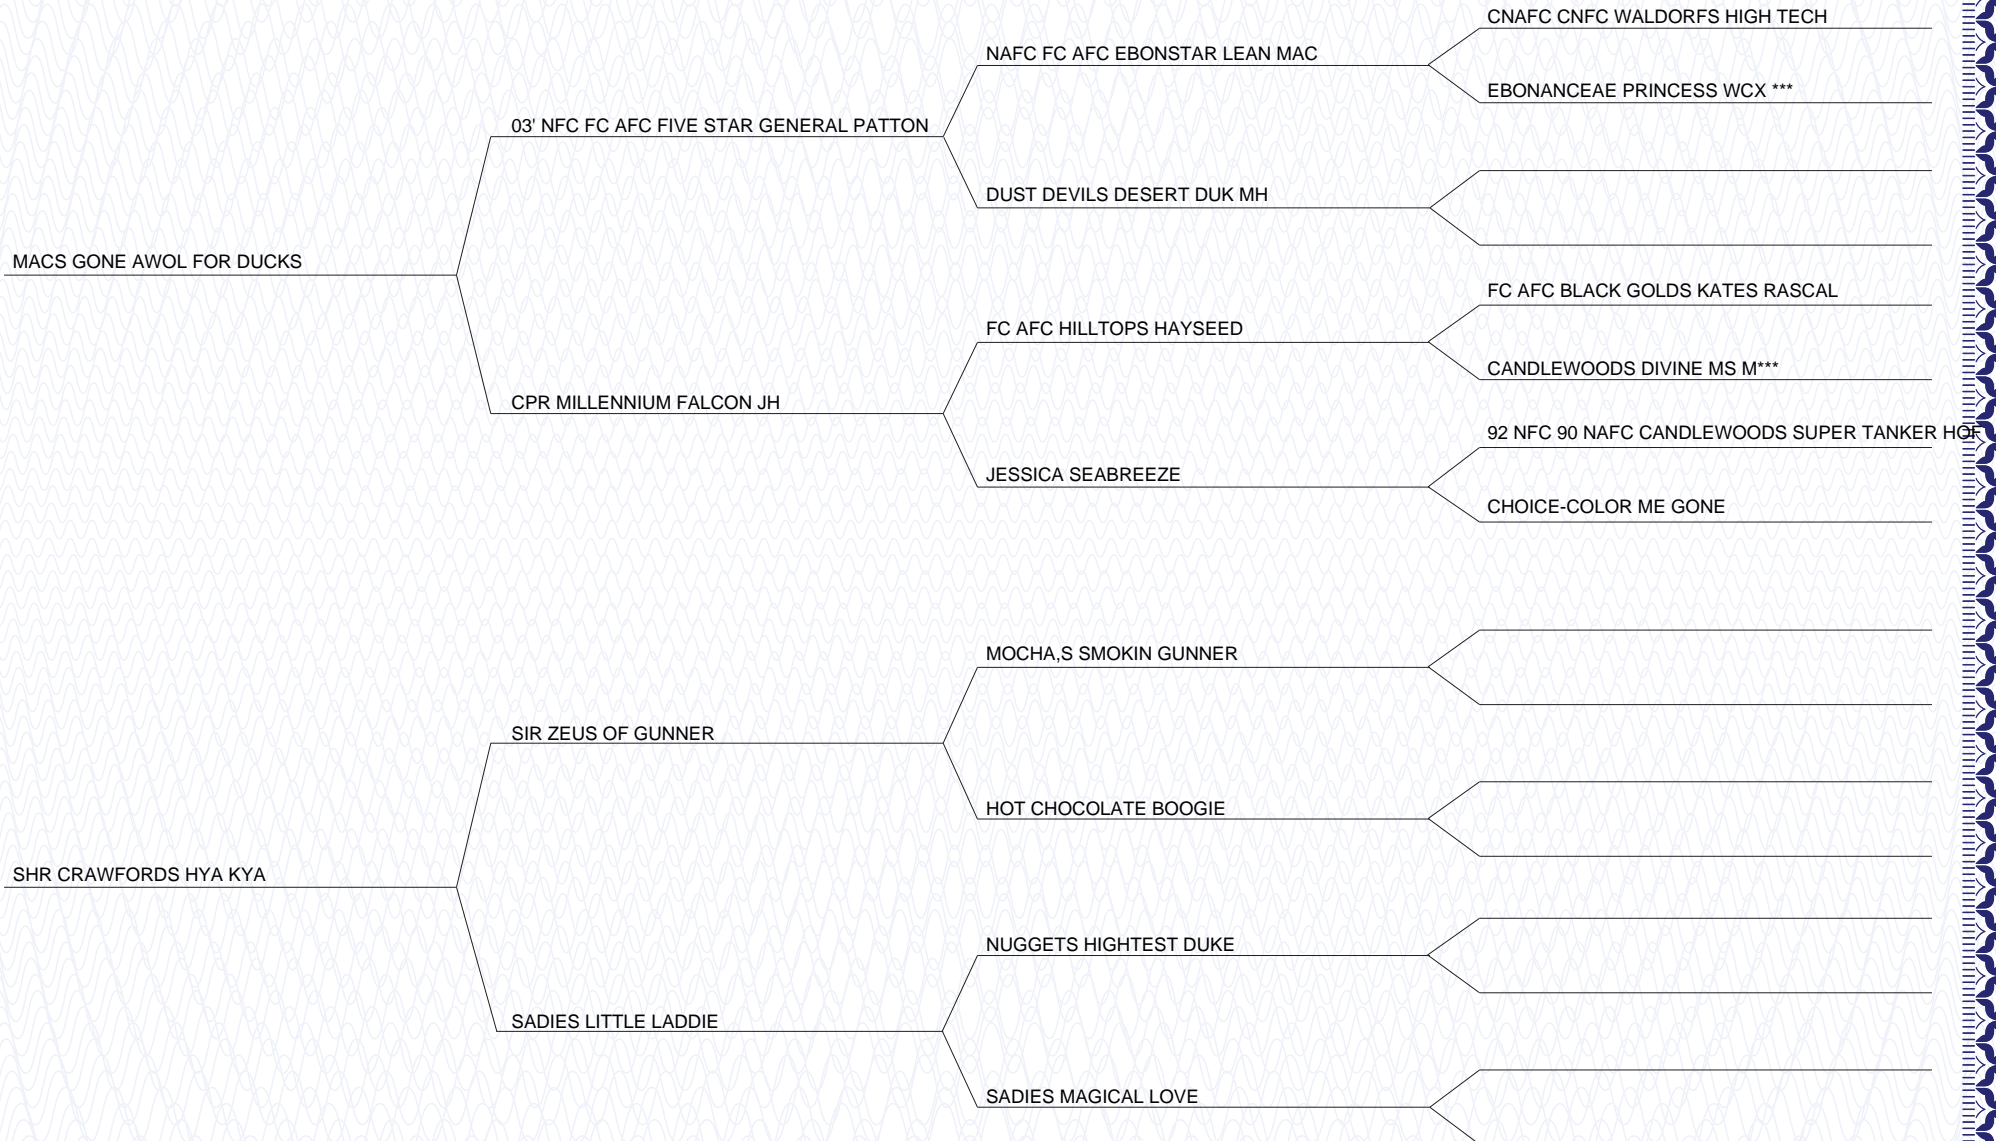 CNAFC CNFC WALDORFS HIGH TECH
NAFC FC AFC EBONSTAR LEAN MAC
EBONANCEAE PRINCESS WCX ***
03' NFC FC AFC FIVE STAR GENERAL PATTON
DUST DEVILS DESERT DUK MH
MACS GONE AWOL FOR DUCKS
FC AFC BLACK GOLDS KATES RASCAL
FC AFC HILLTOPS HAYSEED
CANDLEWOODS DIVINE MS M***
CPR MILLENNIUM FALCON JH
92 NFC 90 NAFC CANDLEWOODS SUPER TANKER HOF
JESSICA SEABREEZE
CHOICE-COLOR ME GONE
MOCHA,S SMOKIN GUNNER
SIR ZEUS OF GUNNER
HOT CHOCOLATE BOOGIE
SHR CRAWFORDS HYA KYA
NUGGETS HIGHTEST DUKE
SADIES LITTLE LADDIE
SADIES MAGICAL LOVE